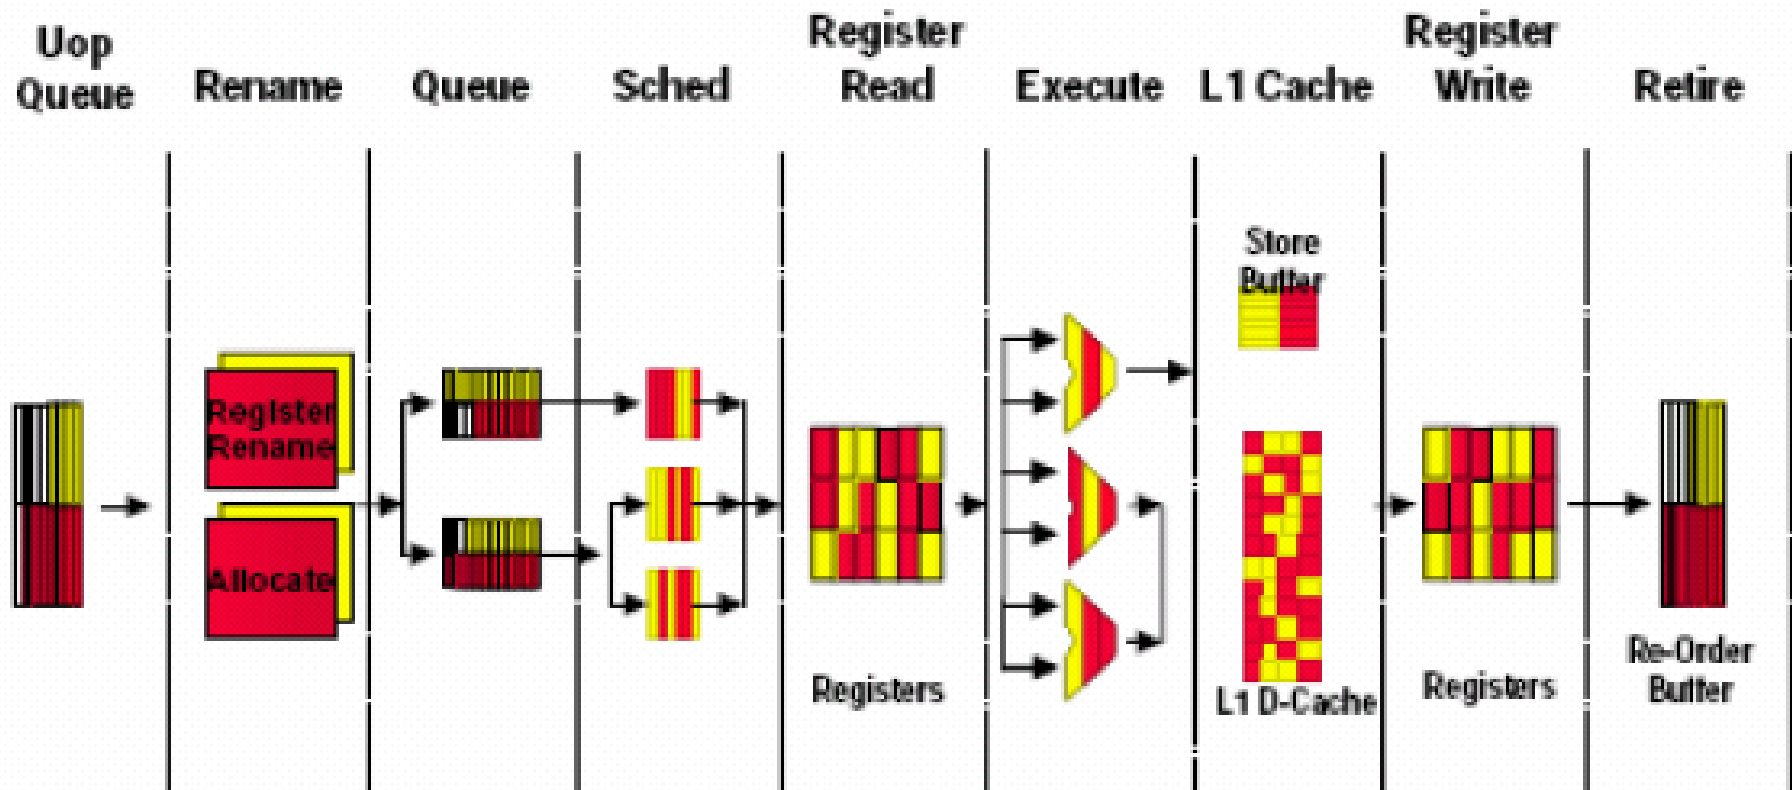 Uop
Queue
Rename
Queue
Sched
Register
Read
Execute
L1 Cache
Register
Write
Retire
Store
Buffer
Register
Rename
Allocate
Registers
L1 D-Cache
Registers
Re-Order
Buffer